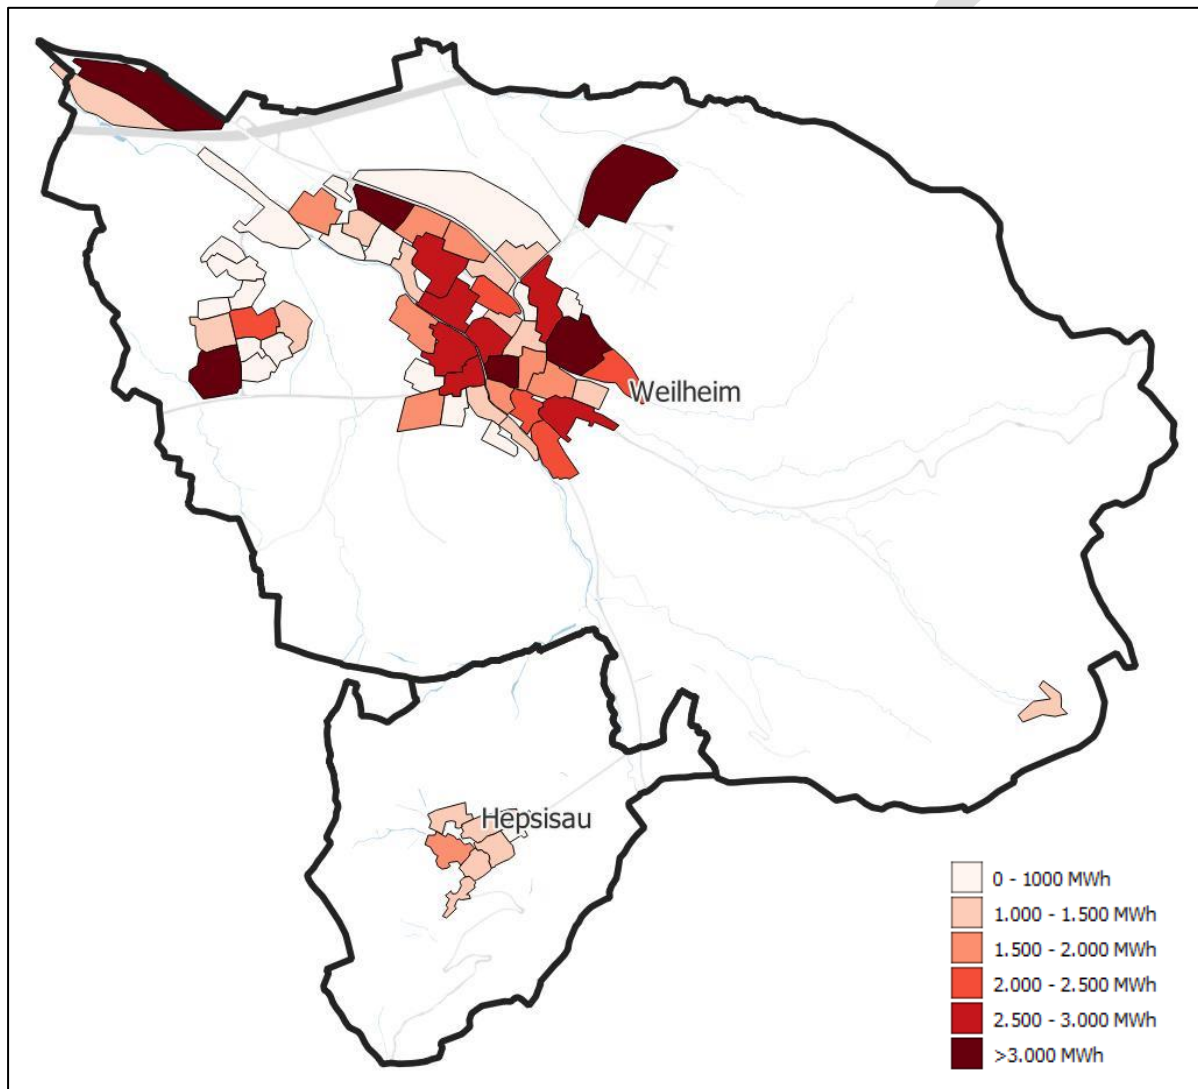 Weilheim
Hepsisau
0 - 1000 MWh
1.000 - 1.500 MWh
1.500 - 2.000 MWh
2.000 - 2.500 MWh
2.500 - 3.000 MWh
>3.000 MWh